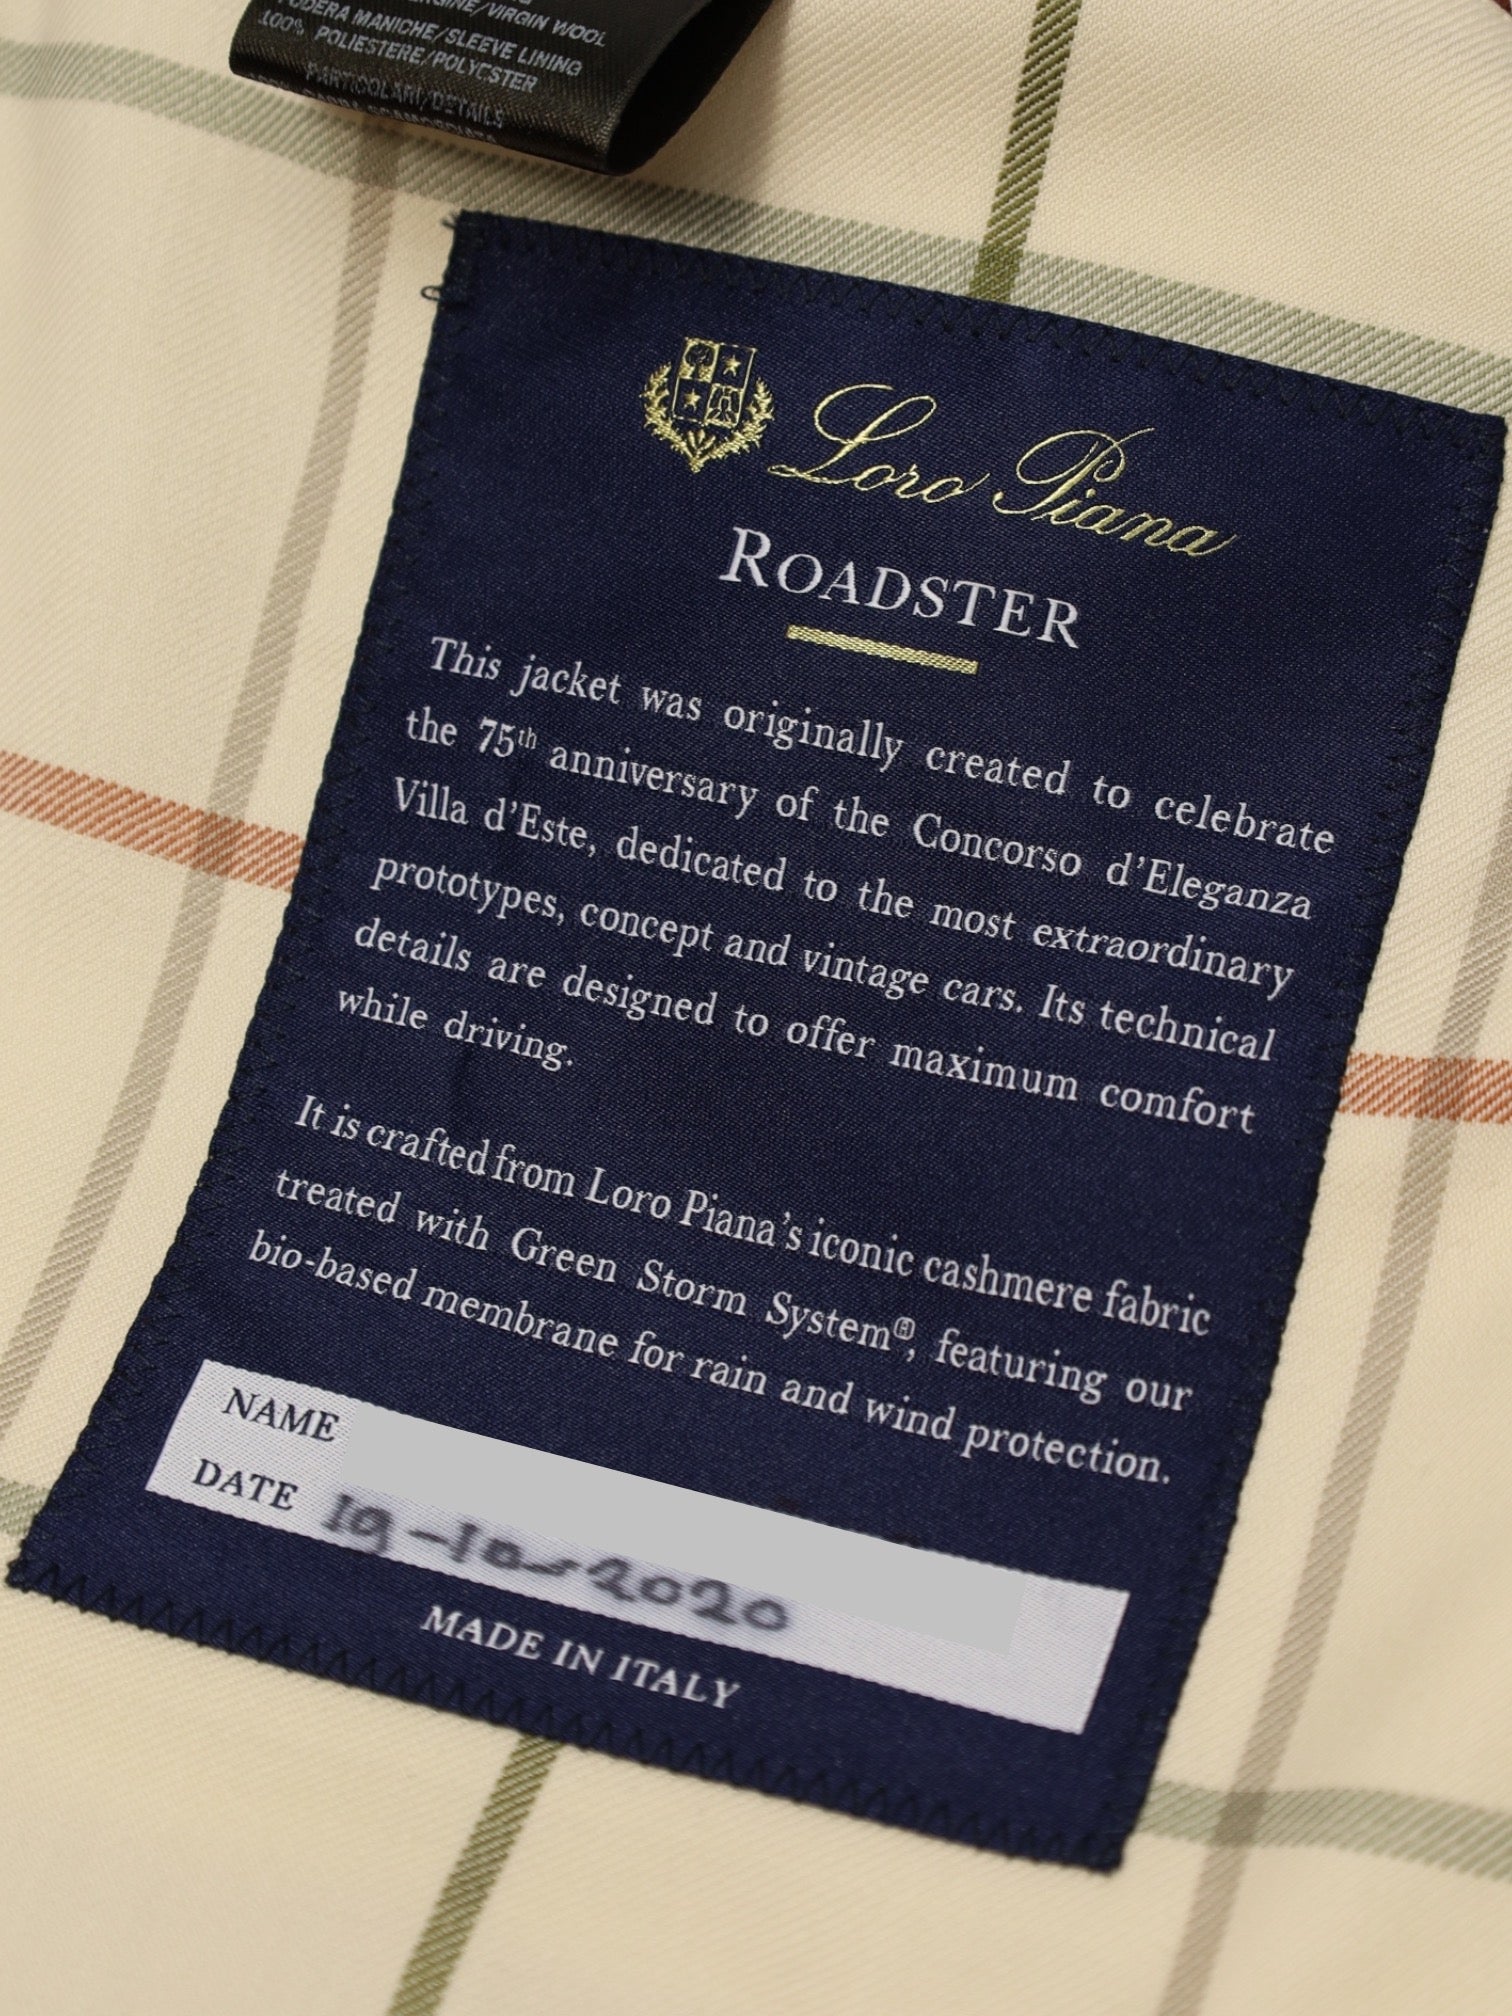 VERGINE/VIRGIN WOOL
FODERA MANICHE/SLEEVE LINING
100% POLIESTERE/POLYESTER
PARTICOLARI/DETAILS
Loro Piana
ROADSTER
This jacket was originally created to celebrate
the 75th anniversary of the Concorso d'Eleganza
Villa d'Este, dedicated to the most extraordinary
prototypes, concept and vintage cars. Its technical
details are designed to offer maximum comfort
while driving.
It is crafted from Loro Piana's iconic cashmere fabric
treated with Green Storm System®, featuring our
bio-based membrane for rain and wind protection.
NAME
DATE 19-10-2020
MADE IN ITALY